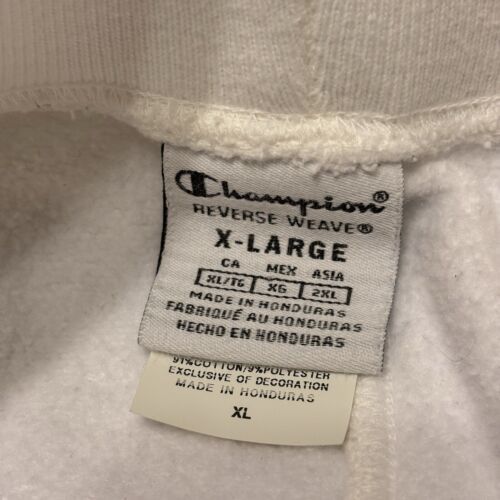 Champion®
REVERSE WEAVE®
X-LARGE
CA MEX ASIA
XL/TG XG 2XL
MADE IN HONDURAS
FABRIQUÉ AU HONDURAS
HECHO EN HONDURAS
91%COTTON/9%POLYESTER
EXCLUSIVE OF DECORATION
MADE IN HONDURAS
XL